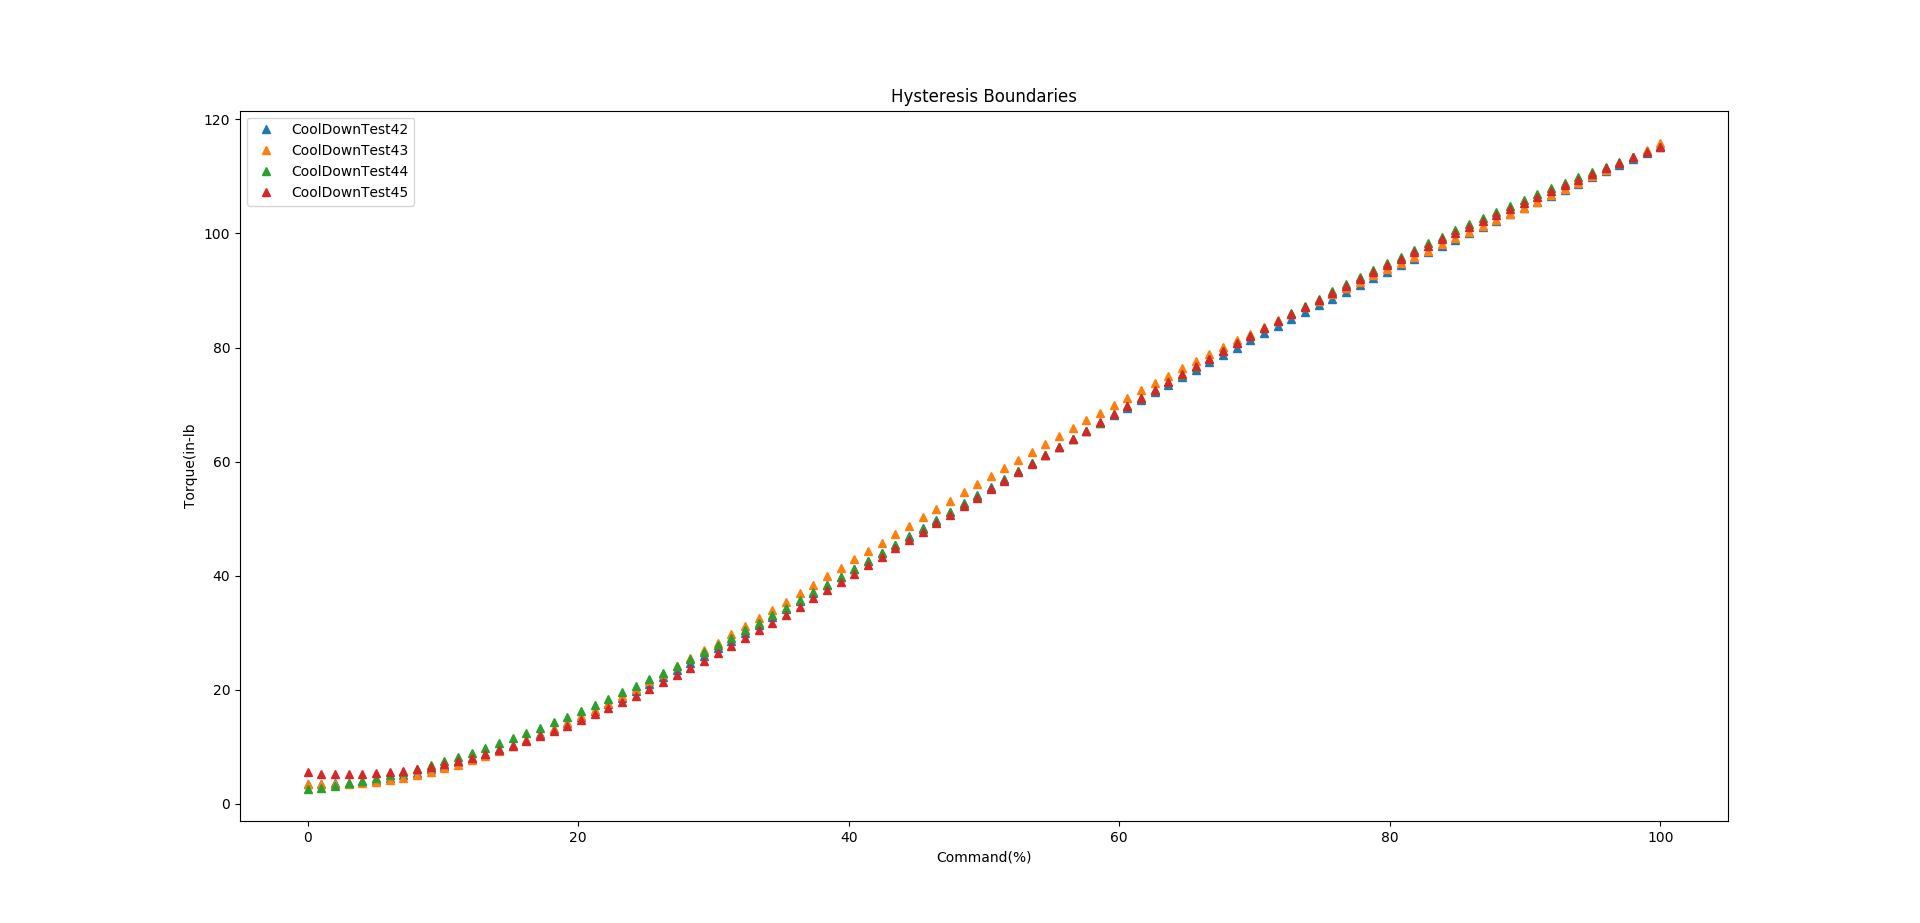 Hysteresis Boundaries
120
100
80
60
40
20
0
Torque(in-lb
CoolDownTest42
CoolDownTest43
CoolDownTest44
CoolDownTest45
0 20 40 60 80 100
Command(%)